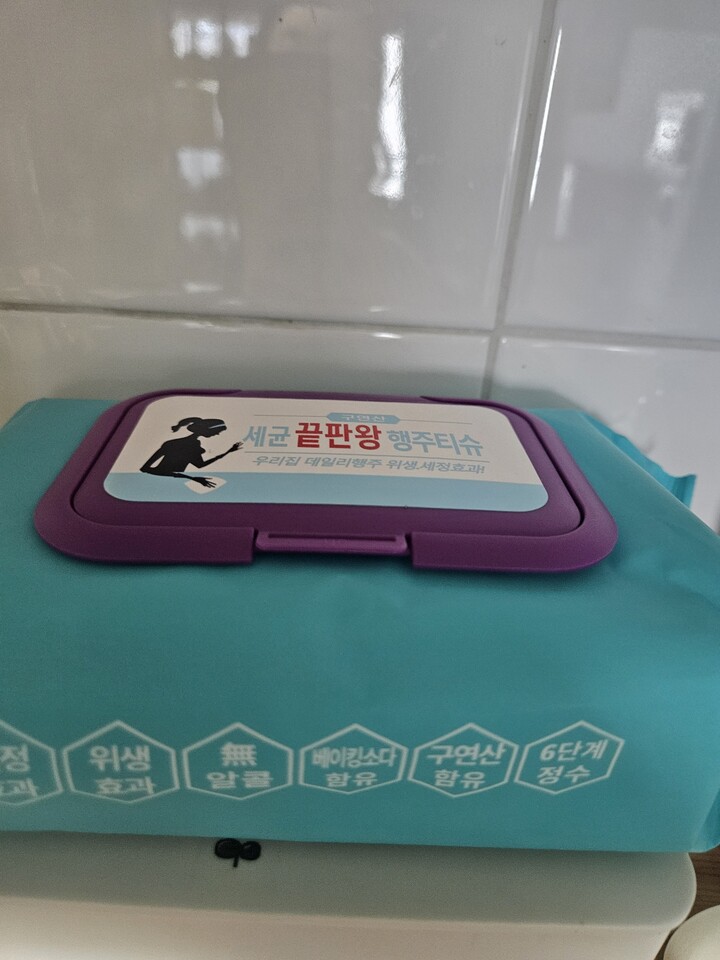 구연산
세균 끝판왕 행주티슈
우리집 데일리행주 위생세정효과!
정
과
위생
효과
無
알콜
베이킹소다
함유
구연산
함유
6단계
정수